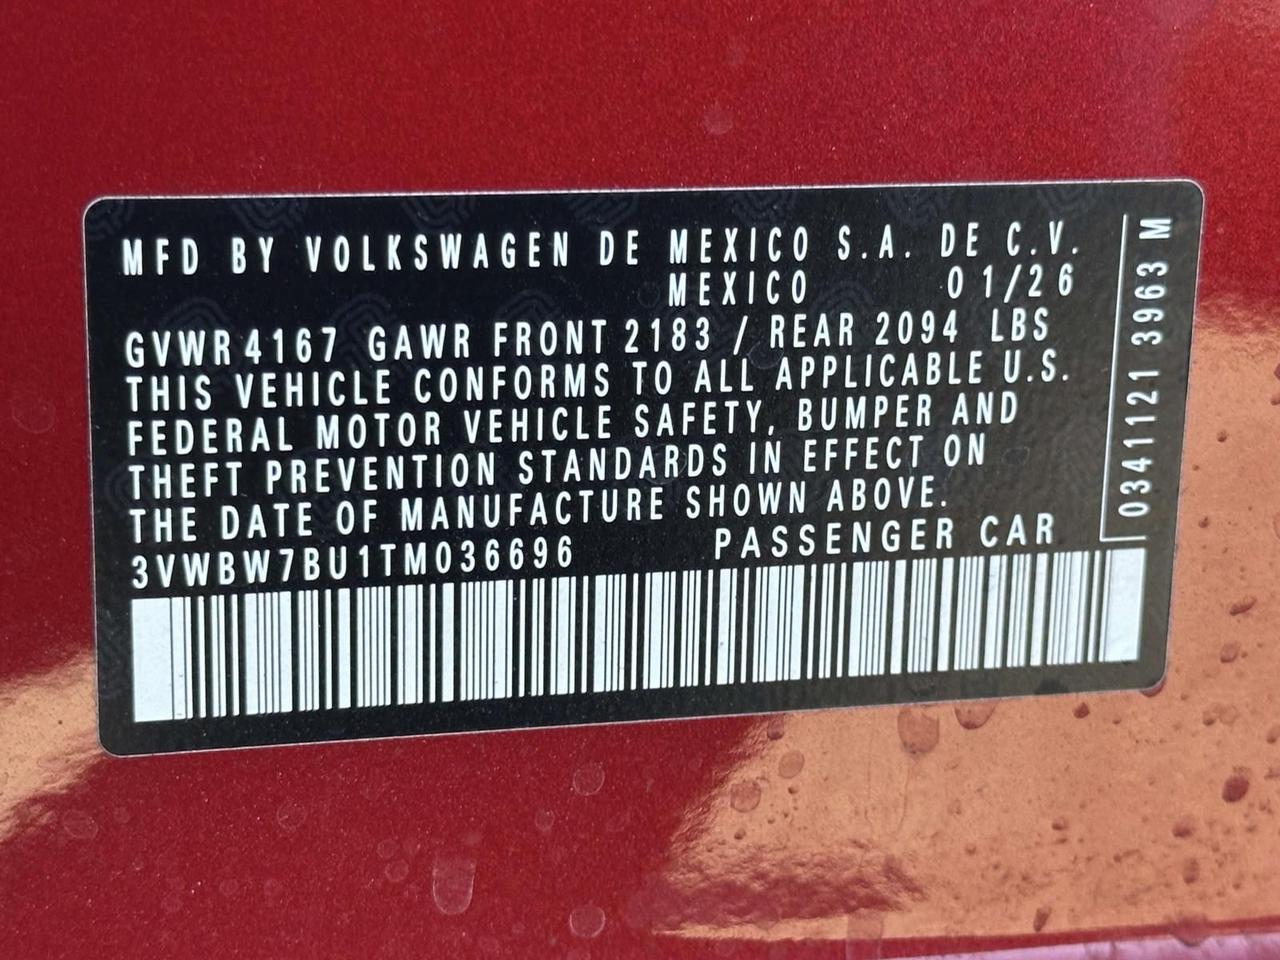 MFD BY VOLKSWAGEN DE MEXICO S.A. DE C.V.
MEXICO 01/26
GVWR 4167 GAWR FRONT 2183 / REAR 2094 LBS
THIS VEHICLE CONFORMS TO ALL APPLICABLE U.S.
FEDERAL MOTOR VEHICLE SAFETY, BUMPER AND
THEFT PREVENTION STANDARDS IN EFFECT ON
THE DATE OF MANUFACTURE SHOWN ABOVE.
3VWBW7BU1TM036696 PASSENGER CAR
0341121 3963 M